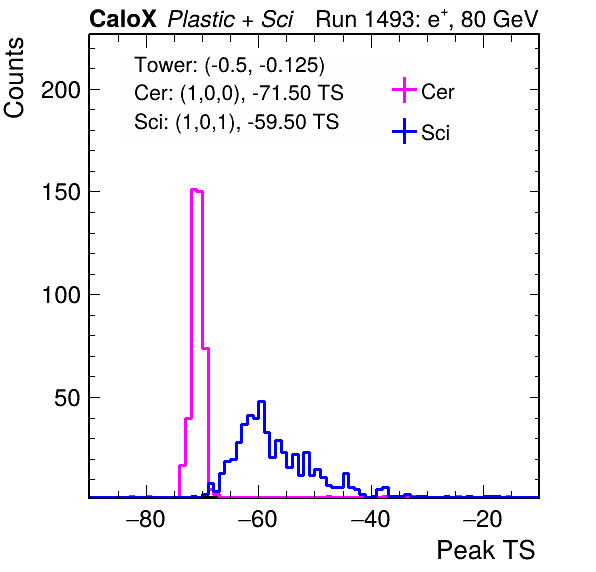 CaloX Plastic + Sci Run 1493: e+, 80 GeV
Counts
Tower: (-0.5, -0.125)
Cer: (1,0,0), -71.50 TS
Sci: (1,0,1), -59.50 TS
Cer
Sci
200
150
100
50
−80 −60 −40 −20
Peak TS